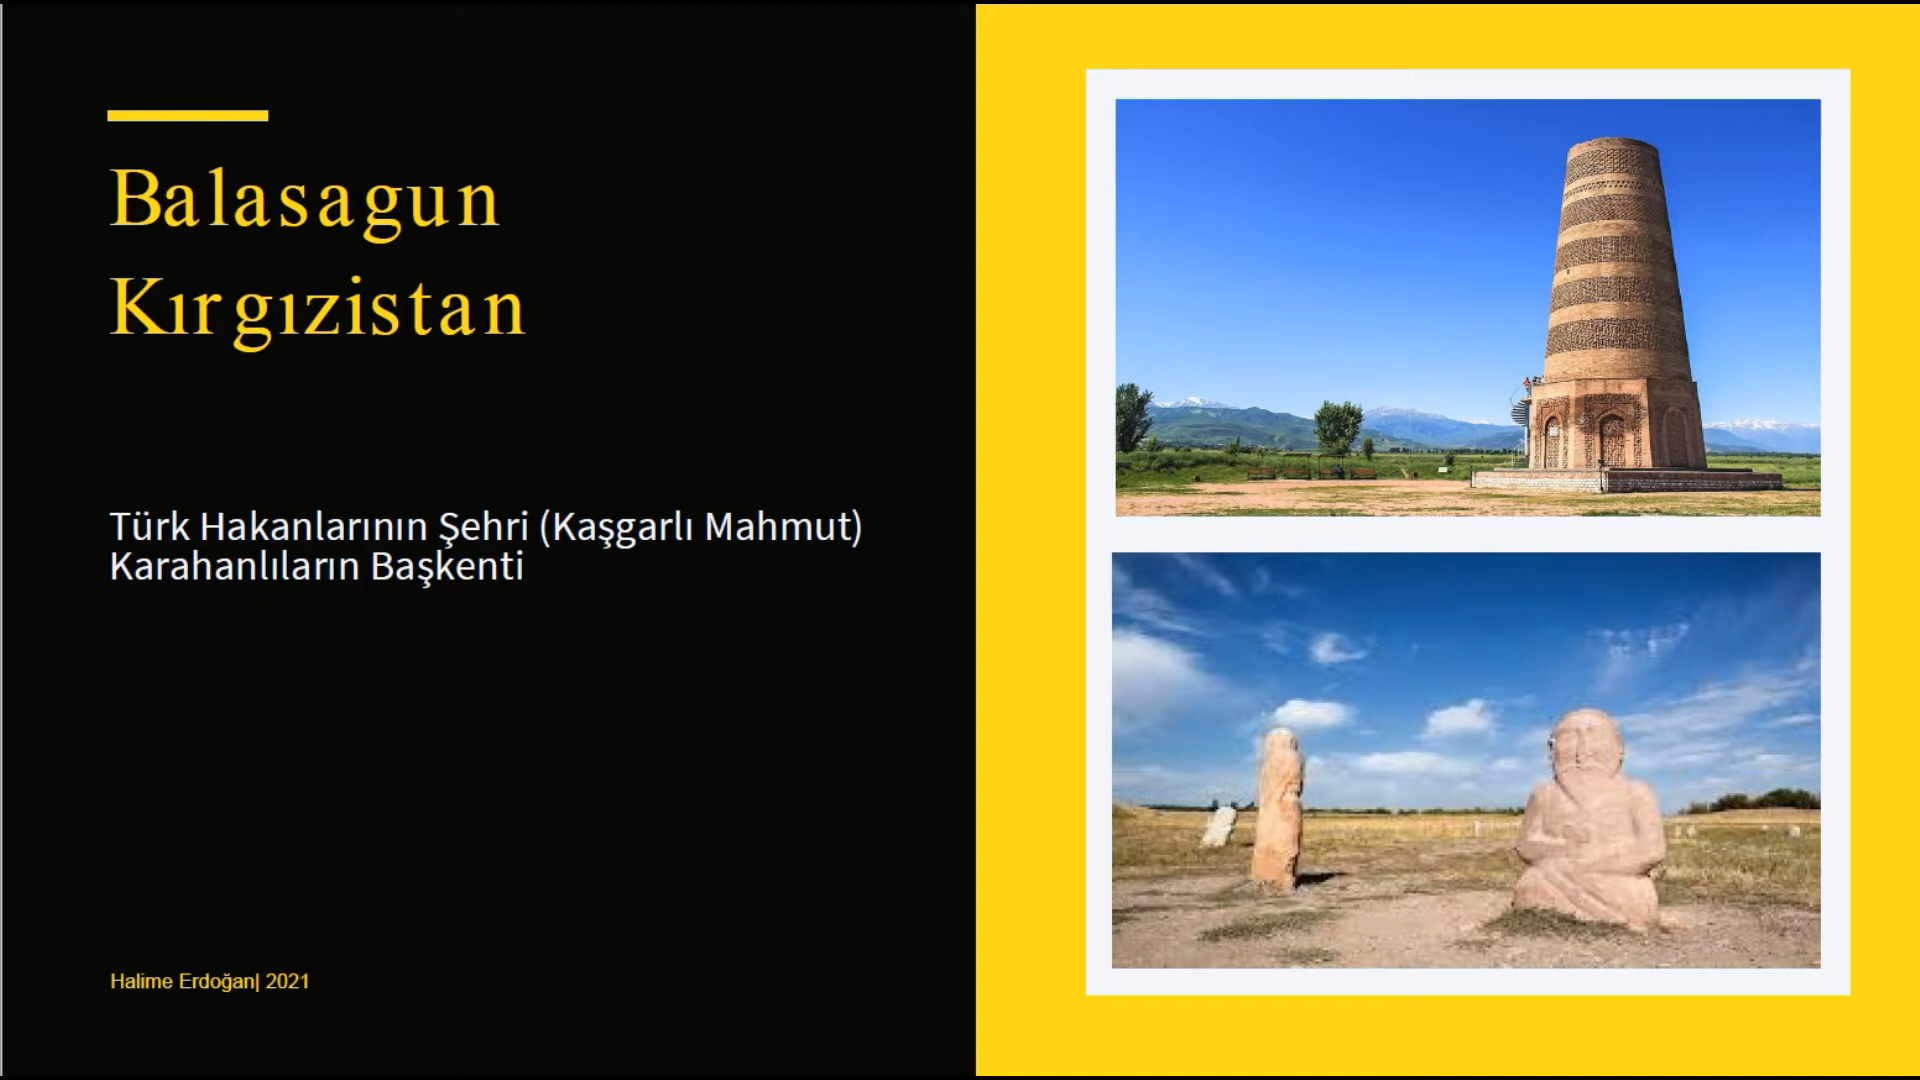 Balasagun
Kırgızistan
Türk Hakanlarının Şehri (Kaşgarlı Mahmut)
Karahanlıların Başkenti
Halime Erdoğan| 2021